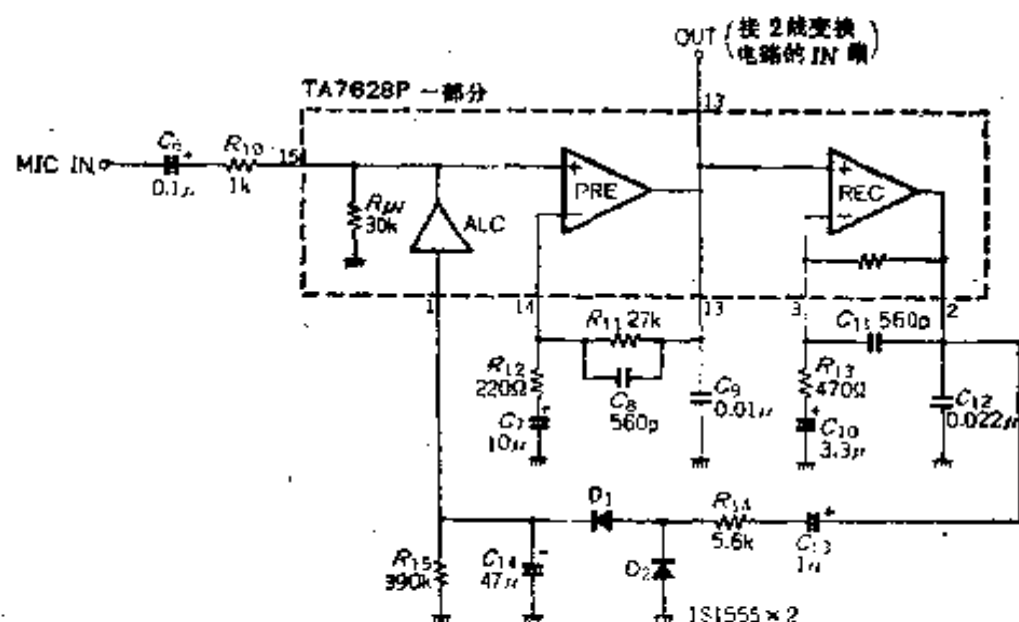 OUT (接 2 线变换
电路的 IN 端)
TA7628P 一部分
13
MIC IN
C6
0.1μ
R10
1k
15
RIN
30k
ALC
PRE
REC
+
−
+
−
1
14
13
3
2
R11 27k
C8
560p
R12
220Ω
C7
10μ
C9
0.01μ
C11 560p
R13
470Ω
C10
3.3μ
C12
0.022μ
D1
R14
5.6k
C13
1μ
R15
390k
C14
47μ
D2
1S1555×2